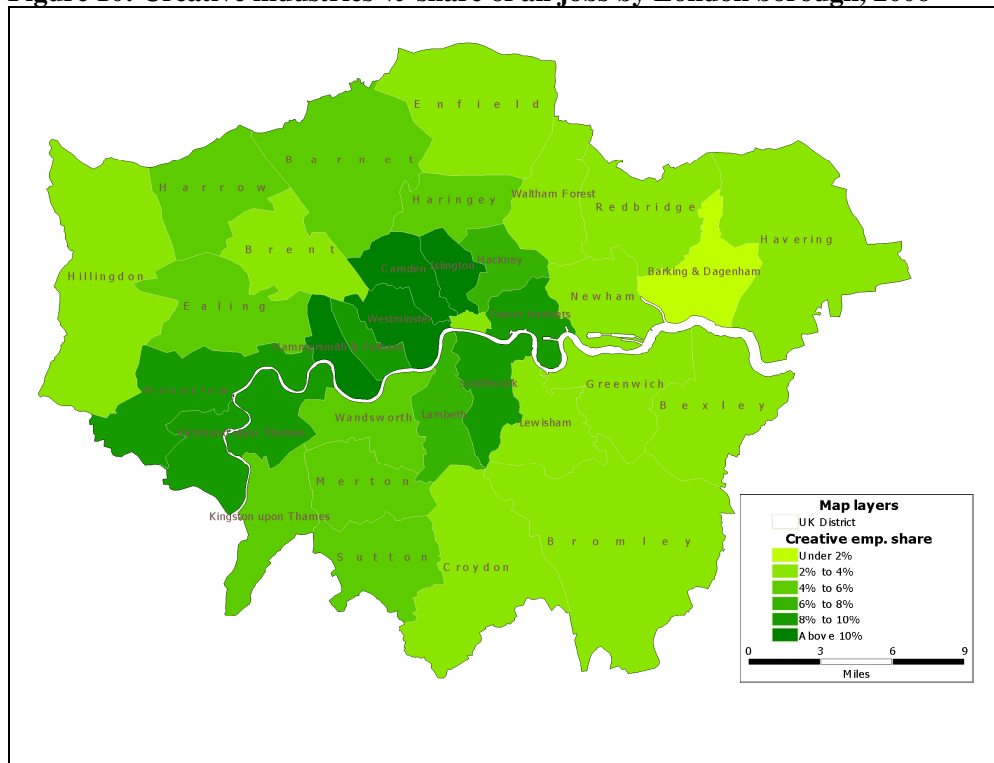 Enfield
Barnet
Harrow
Haringey
Waltham Forest
Redbridge
Havering
Brent
Hackney
Camden
Islington
Hillingdon
Barking & Dagenham
Ealing
Newham
Westminster
Greenwich
Bexley
Wandsworth
Lambeth
Lewisham
Merton
Kingston upon Thames
Bromley
Sutton
Croydon
Map layers
UK District
Creative emp. share
Under 2%
2% to 4%
4% to 6%
6% to 8%
8% to 10%
Above 10%
0 3 6 9
Miles